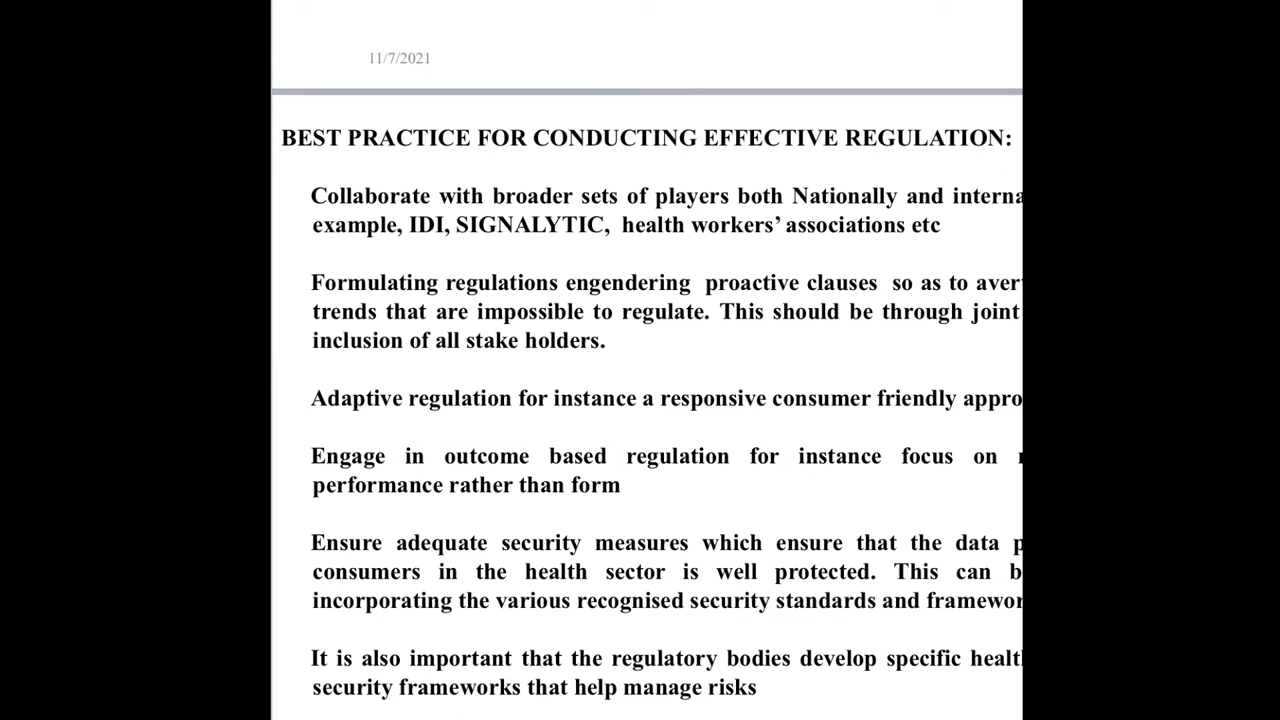 11/7/2021
BEST PRACTICE FOR CONDUCTING EFFECTIVE REGULATION:
Collaborate with broader sets of players both Nationally and
example, IDI, SIGNALYTIC, health workers’ associations etc
Formulating regulations engendering proactive clauses so as to
trends that are impossible to regulate. This should be through joint
inclusion of all stake holders.
Adaptive regulation for instance a responsive consumer friendly
Engage in outcome based regulation for instance focus on
performance rather than form
Ensure adequate security measures which ensure that the data
consumers in the health sector is well protected. This can
incorporating the various recognised security standards and
It is also important that the regulatory bodies develop specific
security frameworks that help manage risks